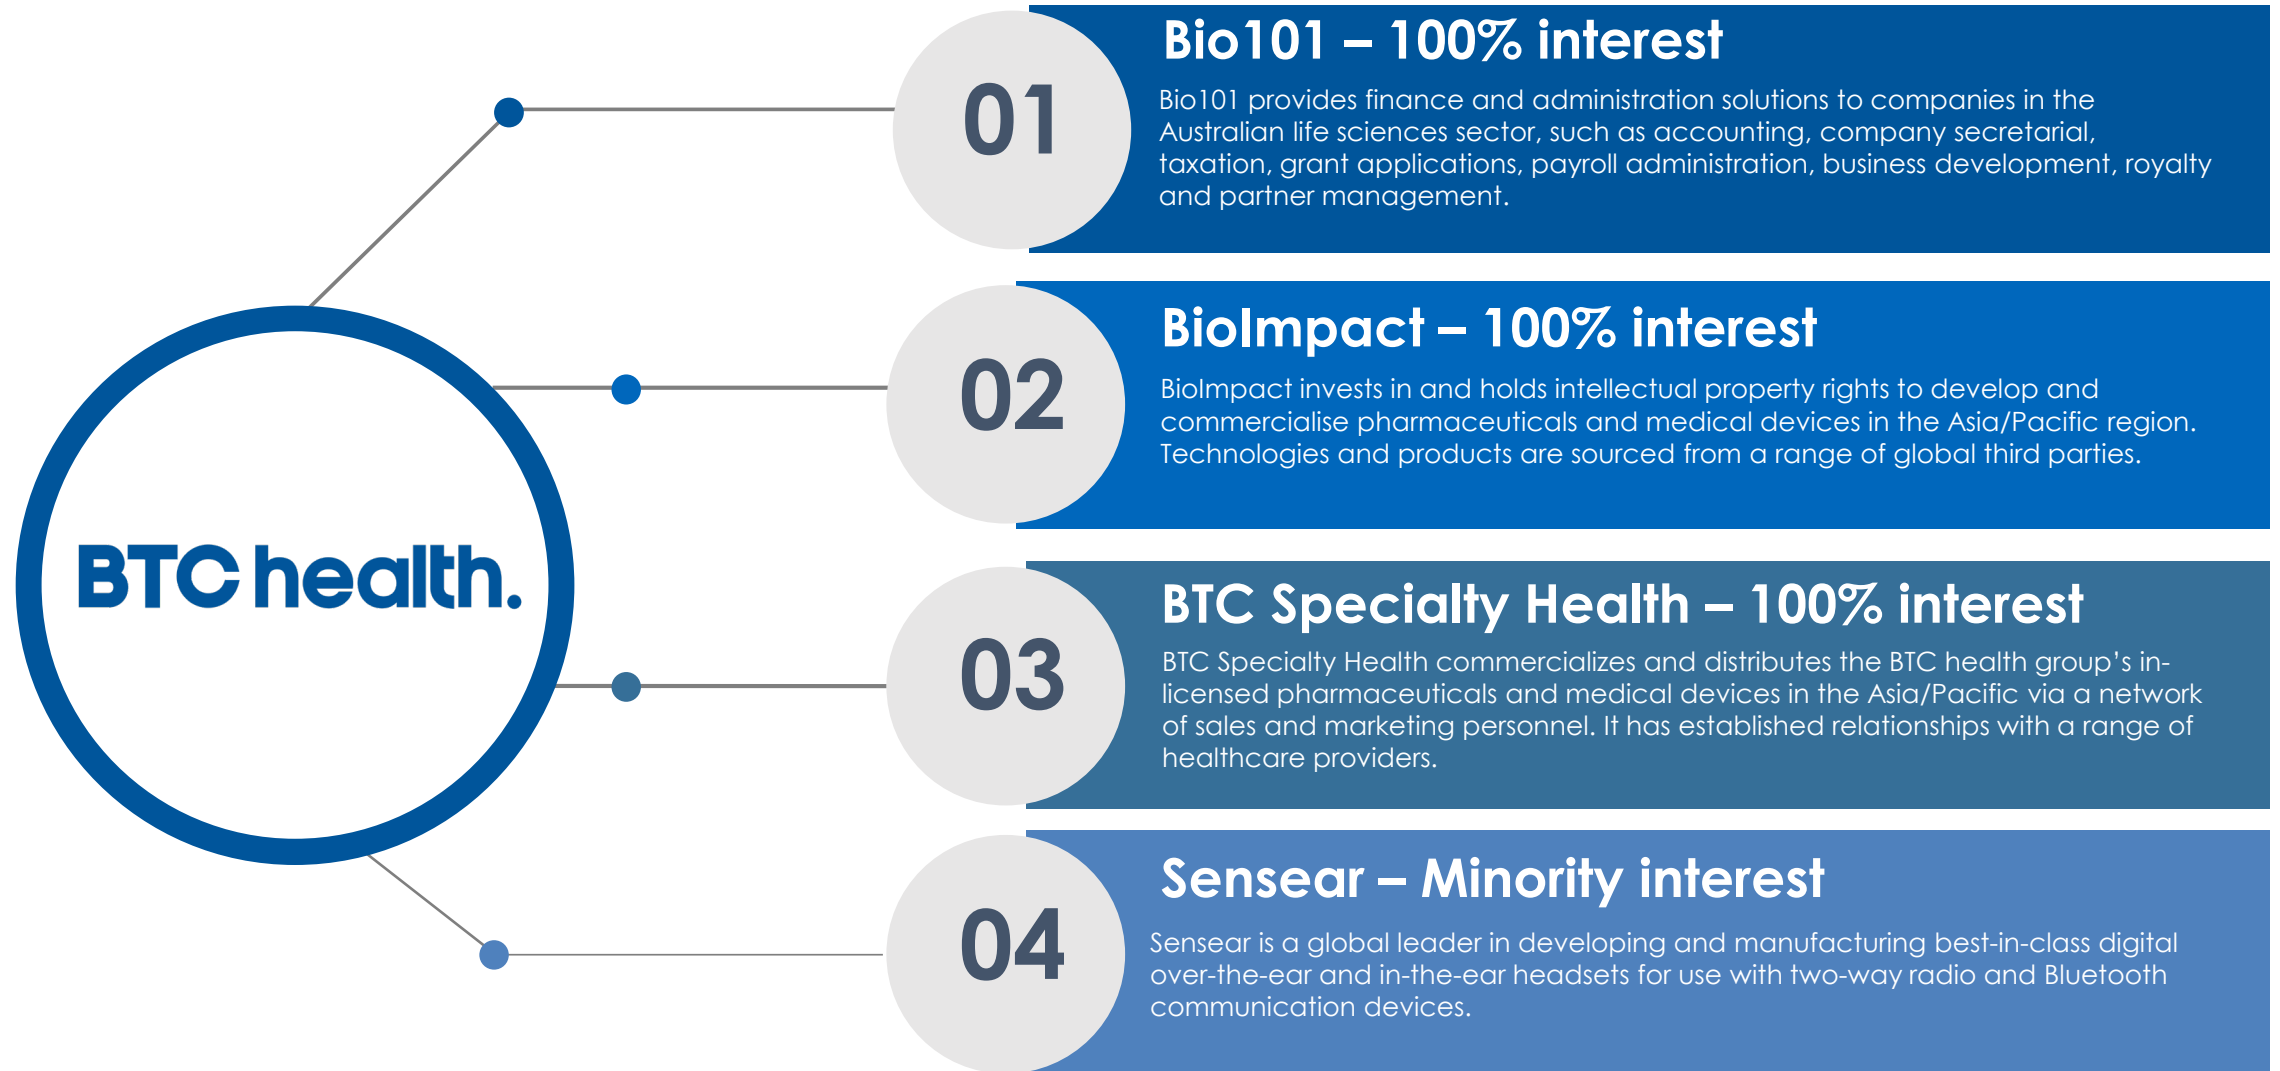 BTC health.
01
Bio101 – 100% interest
Bio101 provides finance and administration solutions to companies in the
Australian life sciences sector, such as accounting, company secretarial,
taxation, grant applications, payroll administration, business development, royalty
and partner management.
02
BioImpact – 100% interest
BioImpact invests in and holds intellectual property rights to develop and
commercialise pharmaceuticals and medical devices in the Asia/Pacific region.
Technologies and products are sourced from a range of global third parties.
03
BTC Specialty Health – 100% interest
BTC Specialty Health commercializes and distributes the BTC health group’s in-
licensed pharmaceuticals and medical devices in the Asia/Pacific via a network
of sales and marketing personnel. It has established relationships with a range of
healthcare providers.
04
Sensear – Minority interest
Sensear is a global leader in developing and manufacturing best-in-class digital
over-the-ear and in-the-ear headsets for use with two-way radio and Bluetooth
communication devices.